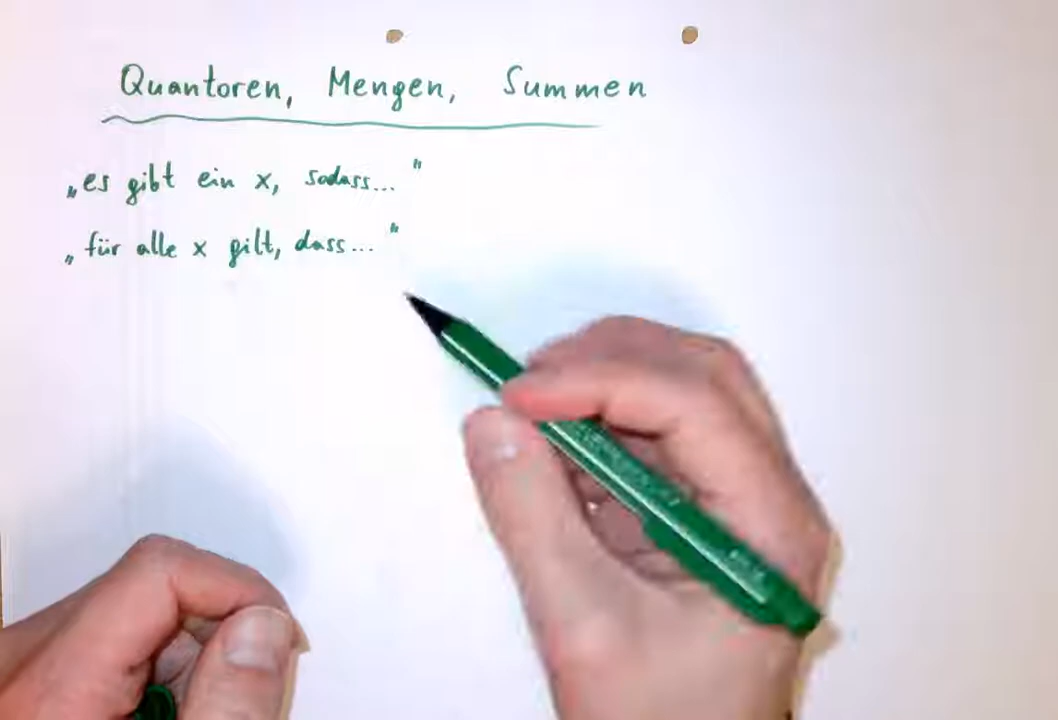 Quantoren, Mengen, Summen
„es gibt ein x, sodass..."
„für alle x gilt, dass..."